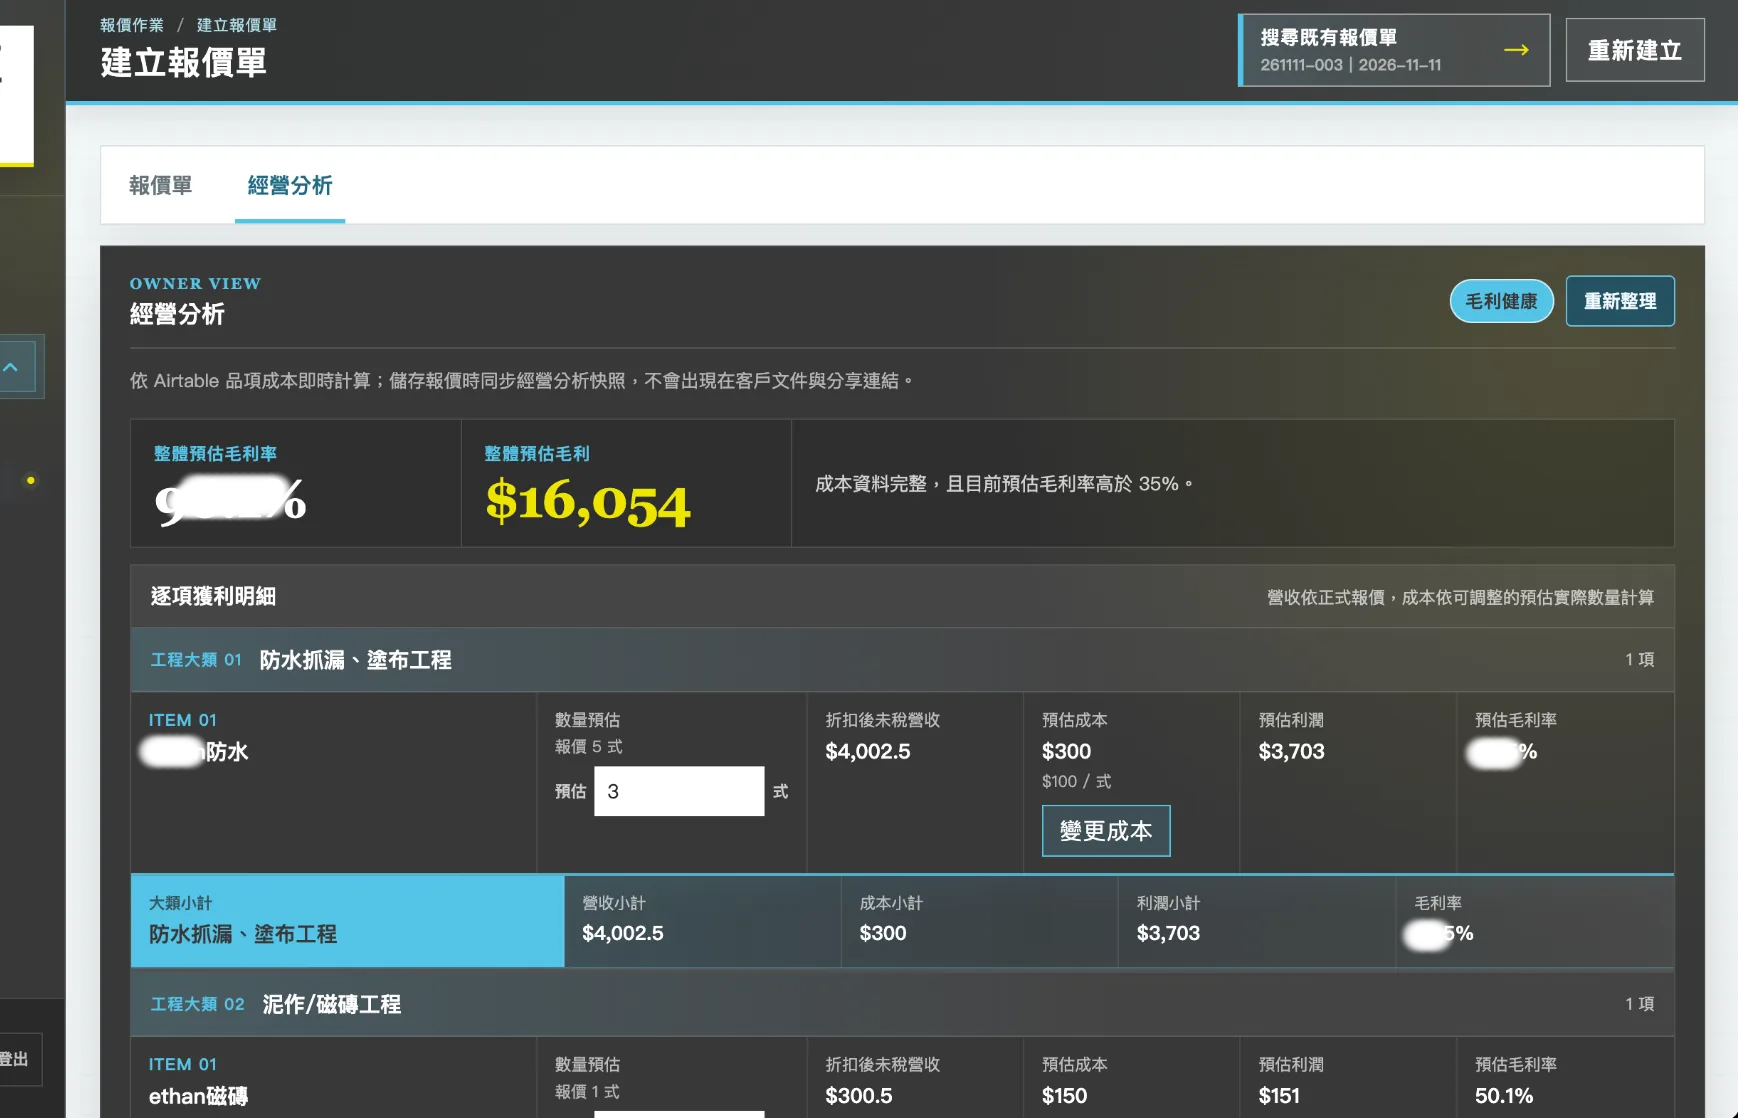 報價作業 / 建立報價單
建立報價單
搜尋既有報價單
261111-003 | 2026-11-11
→
重新建立
報價單
經營分析
OWNER VIEW
經營分析
毛利健康
重新整理
依 Airtable 品項成本即時計算；儲存報價時同步經營分析快照，不會出現在客戶文件與分享連結。
整體預估毛利率
%
整體預估毛利
$16,054
成本資料完整，且目前預估毛利率高於 35%。
逐項獲利明細
營收依正式報價，成本依可調整的預估實際數量計算
工程大類 01 防水抓漏、塗布工程
1 項
ITEM 01
防水
數量預估
報價 5 式
預估 3 式
折扣後未稅營收
$4,002.5
預估成本
$300
$100 / 式
變更成本
預估利潤
$3,703
預估毛利率
%
大類小計
防水抓漏、塗布工程
營收小計
$4,002.5
成本小計
$300
利潤小計
$3,703
毛利率
5%
工程大類 02 泥作/磁磚工程
1 項
ITEM 01
ethan磁磚
數量預估
報價 1 式
折扣後未稅營收
$300.5
預估成本
$150
預估利潤
$151
預估毛利率
50.1%
登出